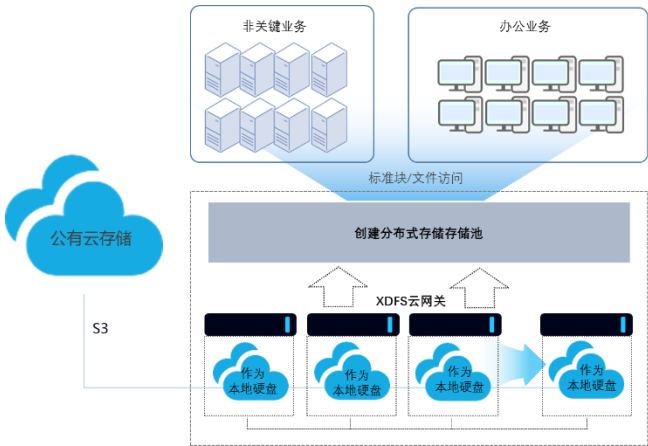 非关键业务
办公业务
标准块/文件访问
公有云存储
创建分布式存储存储池
XDFS云网关
S3
作为
本地硬盘
作为
本地硬盘
作为
本地硬盘
作为
本地硬盘